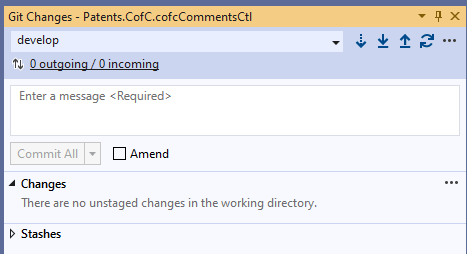 Git Changes - Patents.CofC.cofcCommentsCtl
develop
0 outgoing / 0 incoming
Enter a message <Required>
Commit All
Amend
Changes
There are no unstaged changes in the working directory.
Stashes